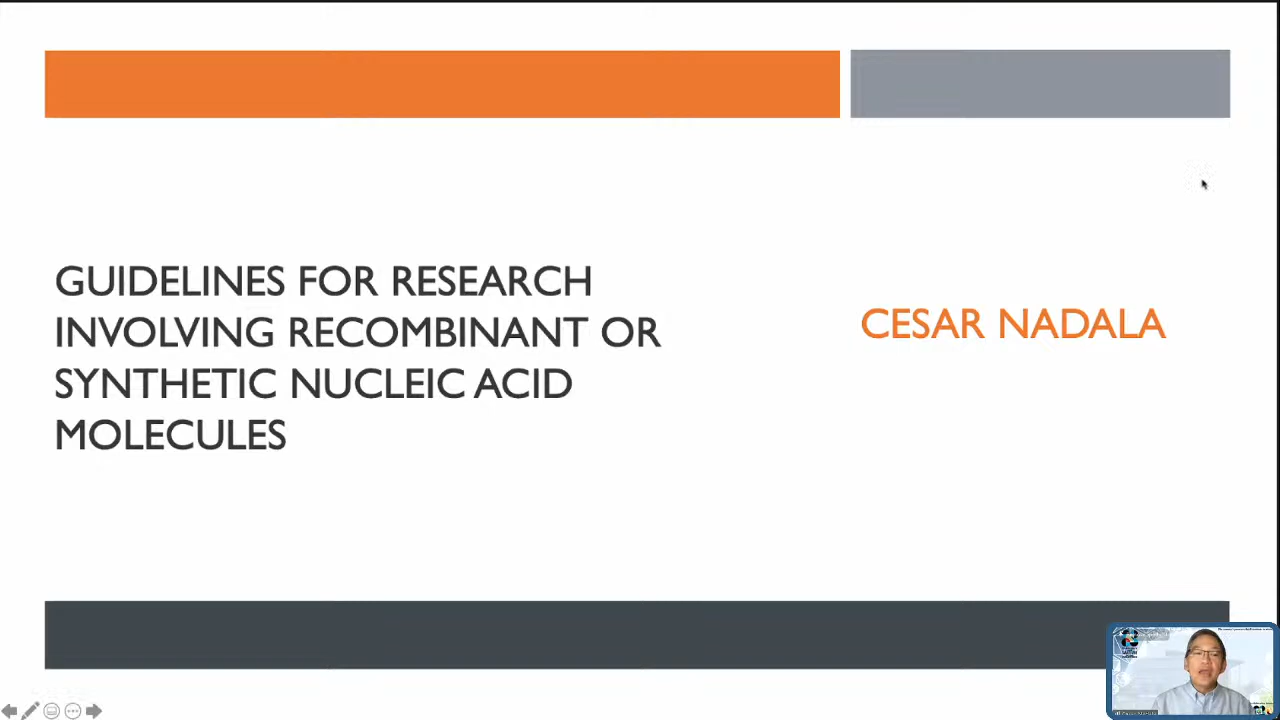 GUIDELINES FOR RESEARCH
INVOLVING RECOMBINANT OR
SYNTHETIC NUCLEIC ACID
MOLECULES
CESAR NADALA